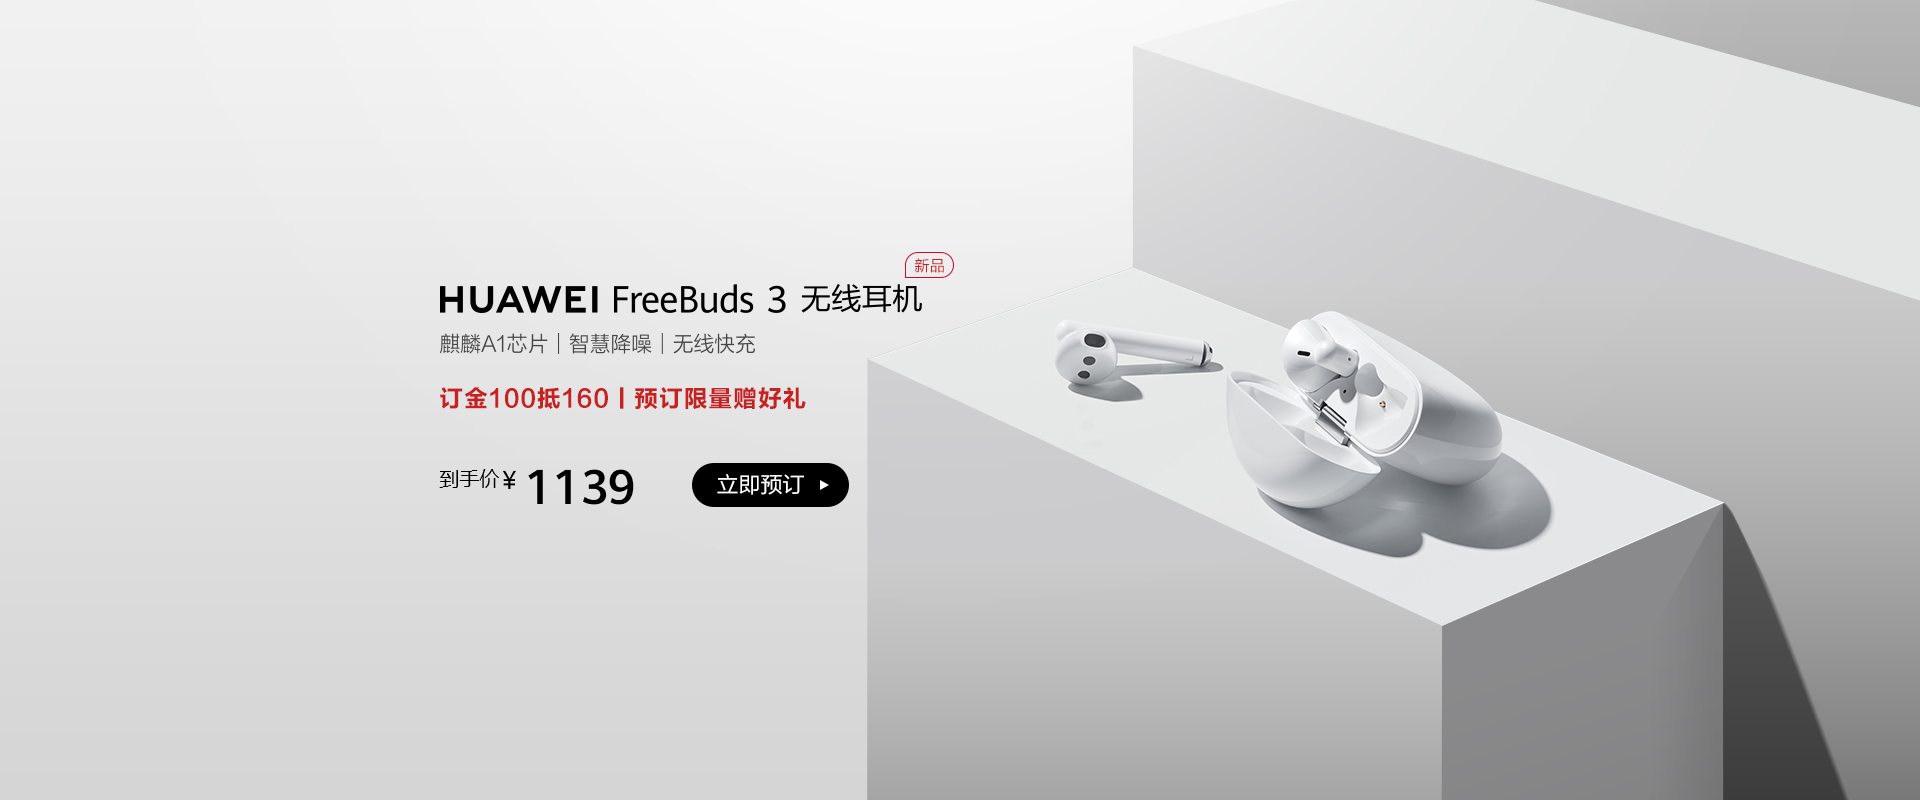 新品
HUAWEI FreeBuds 3 无线耳机
麒麟A1芯片｜智慧降噪｜无线快充
订金100抵160丨预订限量赠好礼
到手价¥ 1139
立即预订